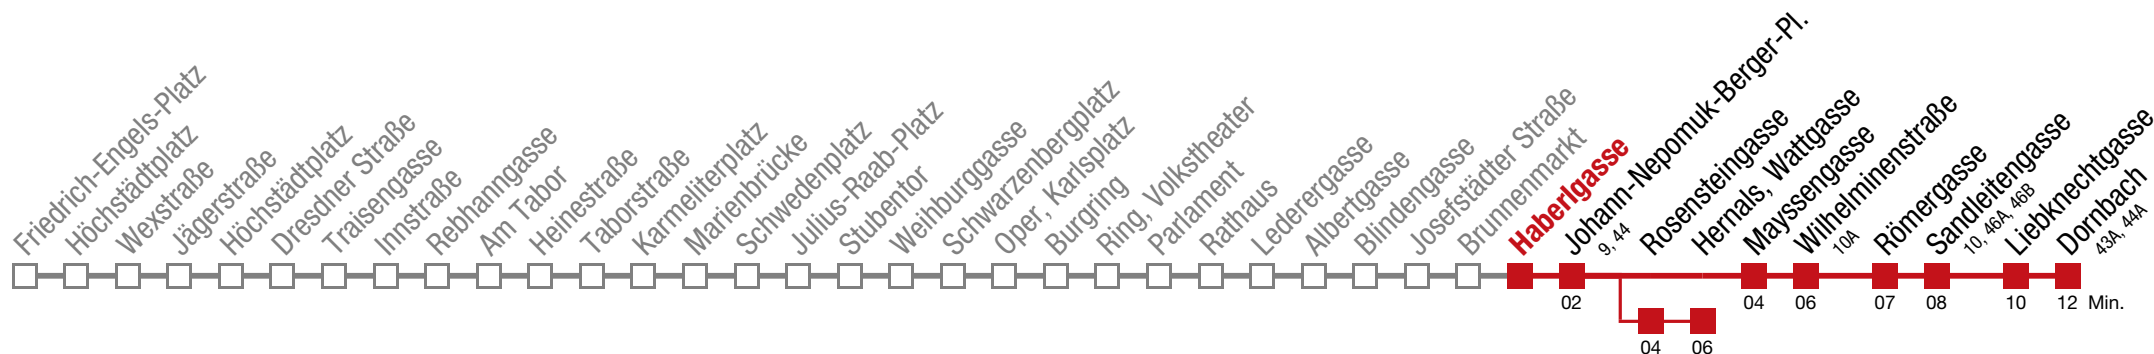 Friedrich-Engels-Platz
Höchstädtplatz
Wexstraße
Jägerstraße
Höchstädtplatz
Dresdner Straße
Traisengasse
Innstraße
Rebhanngasse
Am Tabor
Heinestraße
Taborstraße
Karmeliterplatz
Marienbrücke
Schwedenplatz
Julius-Raab-Platz
Stubentor
Weihburggasse
Schwarzenbergplatz
Oper, Karlsplatz
Burgring
Ring, Volkstheater
Parlament
Rathaus
Lederergasse
Albertgasse
Blindengasse
Josefstädter Straße
Brunnenmarkt
Haberlgasse
Johann-Nepomuk-Berger-Pl.
9, 44
Rosensteingasse
Hernals, Wattgasse
Mayssengasse
Wilhelminenstraße
10A
Römergasse
Sandleitengasse
10, 46A, 46B
Liebknechtgasse
Dornbach
43A, 44A
02 04 06 07 08 10 12 Min.
04 06